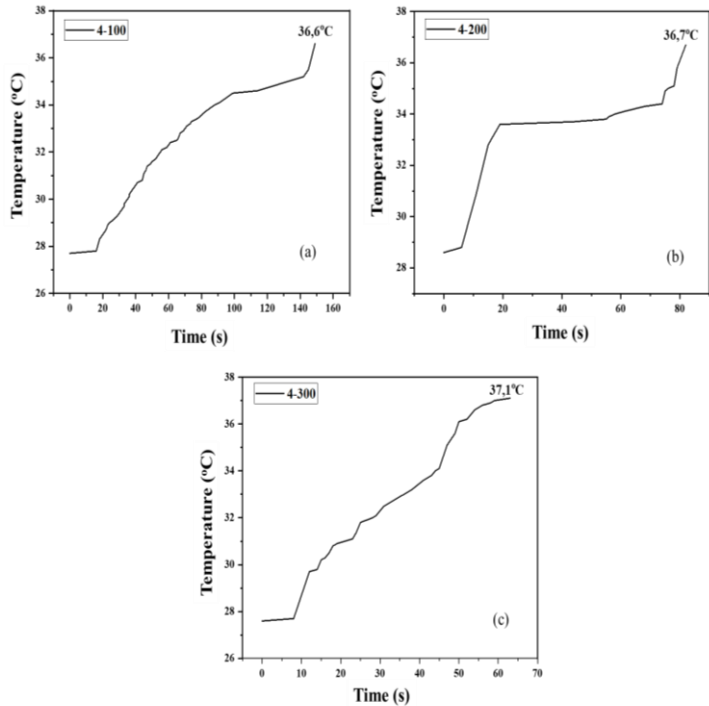 38
4-100
36,6°C
36
34
32
30
28
26
Temperature (°C)
(a)
0 20 40 60 80 100 120 140 160
Time (s)
38
4-200
36,7°C
36
34
32
30
28
Temperature (°C)
(b)
0 20 40 60 80
Time (s)
38
4-300
37,1°C
36
34
32
30
28
26
Temperature (°C)
(c)
0 10 20 30 40 50 60 70
Time (s)